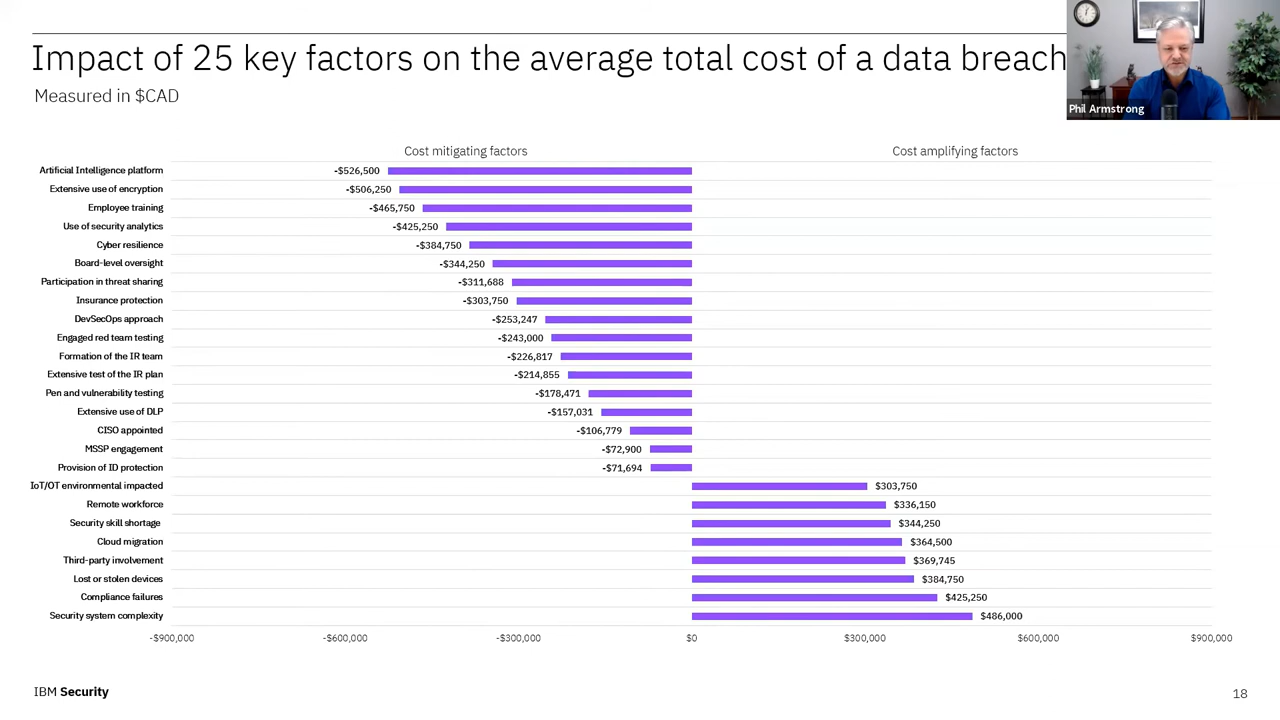 Impact of 25 key factors on the average total cost of a data breach
Measured in $CAD
Phil Armstrong
Cost mitigating factors
Cost amplifying factors
Artificial Intelligence platform -$526,500
Extensive use of encryption -$506,250
Employee training -$465,750
Use of security analytics -$425,250
Cyber resilience -$384,750
Board-level oversight -$344,250
Participation in threat sharing -$311,688
Insurance protection -$303,750
DevSecOps approach -$253,247
Engaged red team testing -$243,000
Formation of the IR team -$226,817
Extensive test of the IR plan -$214,855
Pen and vulnerability testing -$178,471
Extensive use of DLP -$157,031
CISO appointed -$106,779
MSSP engagement -$72,900
Provision of ID protection -$71,694
IoT/OT environmental impacted $303,750
Remote workforce $336,150
Security skill shortage $344,250
Cloud migration $364,500
Third-party involvement $369,745
Lost or stolen devices $384,750
Compliance failures $425,250
Security system complexity $486,000
-$900,000 -$600,000 -$300,000 $0 $300,000 $600,000 $900,000
IBM Security
18